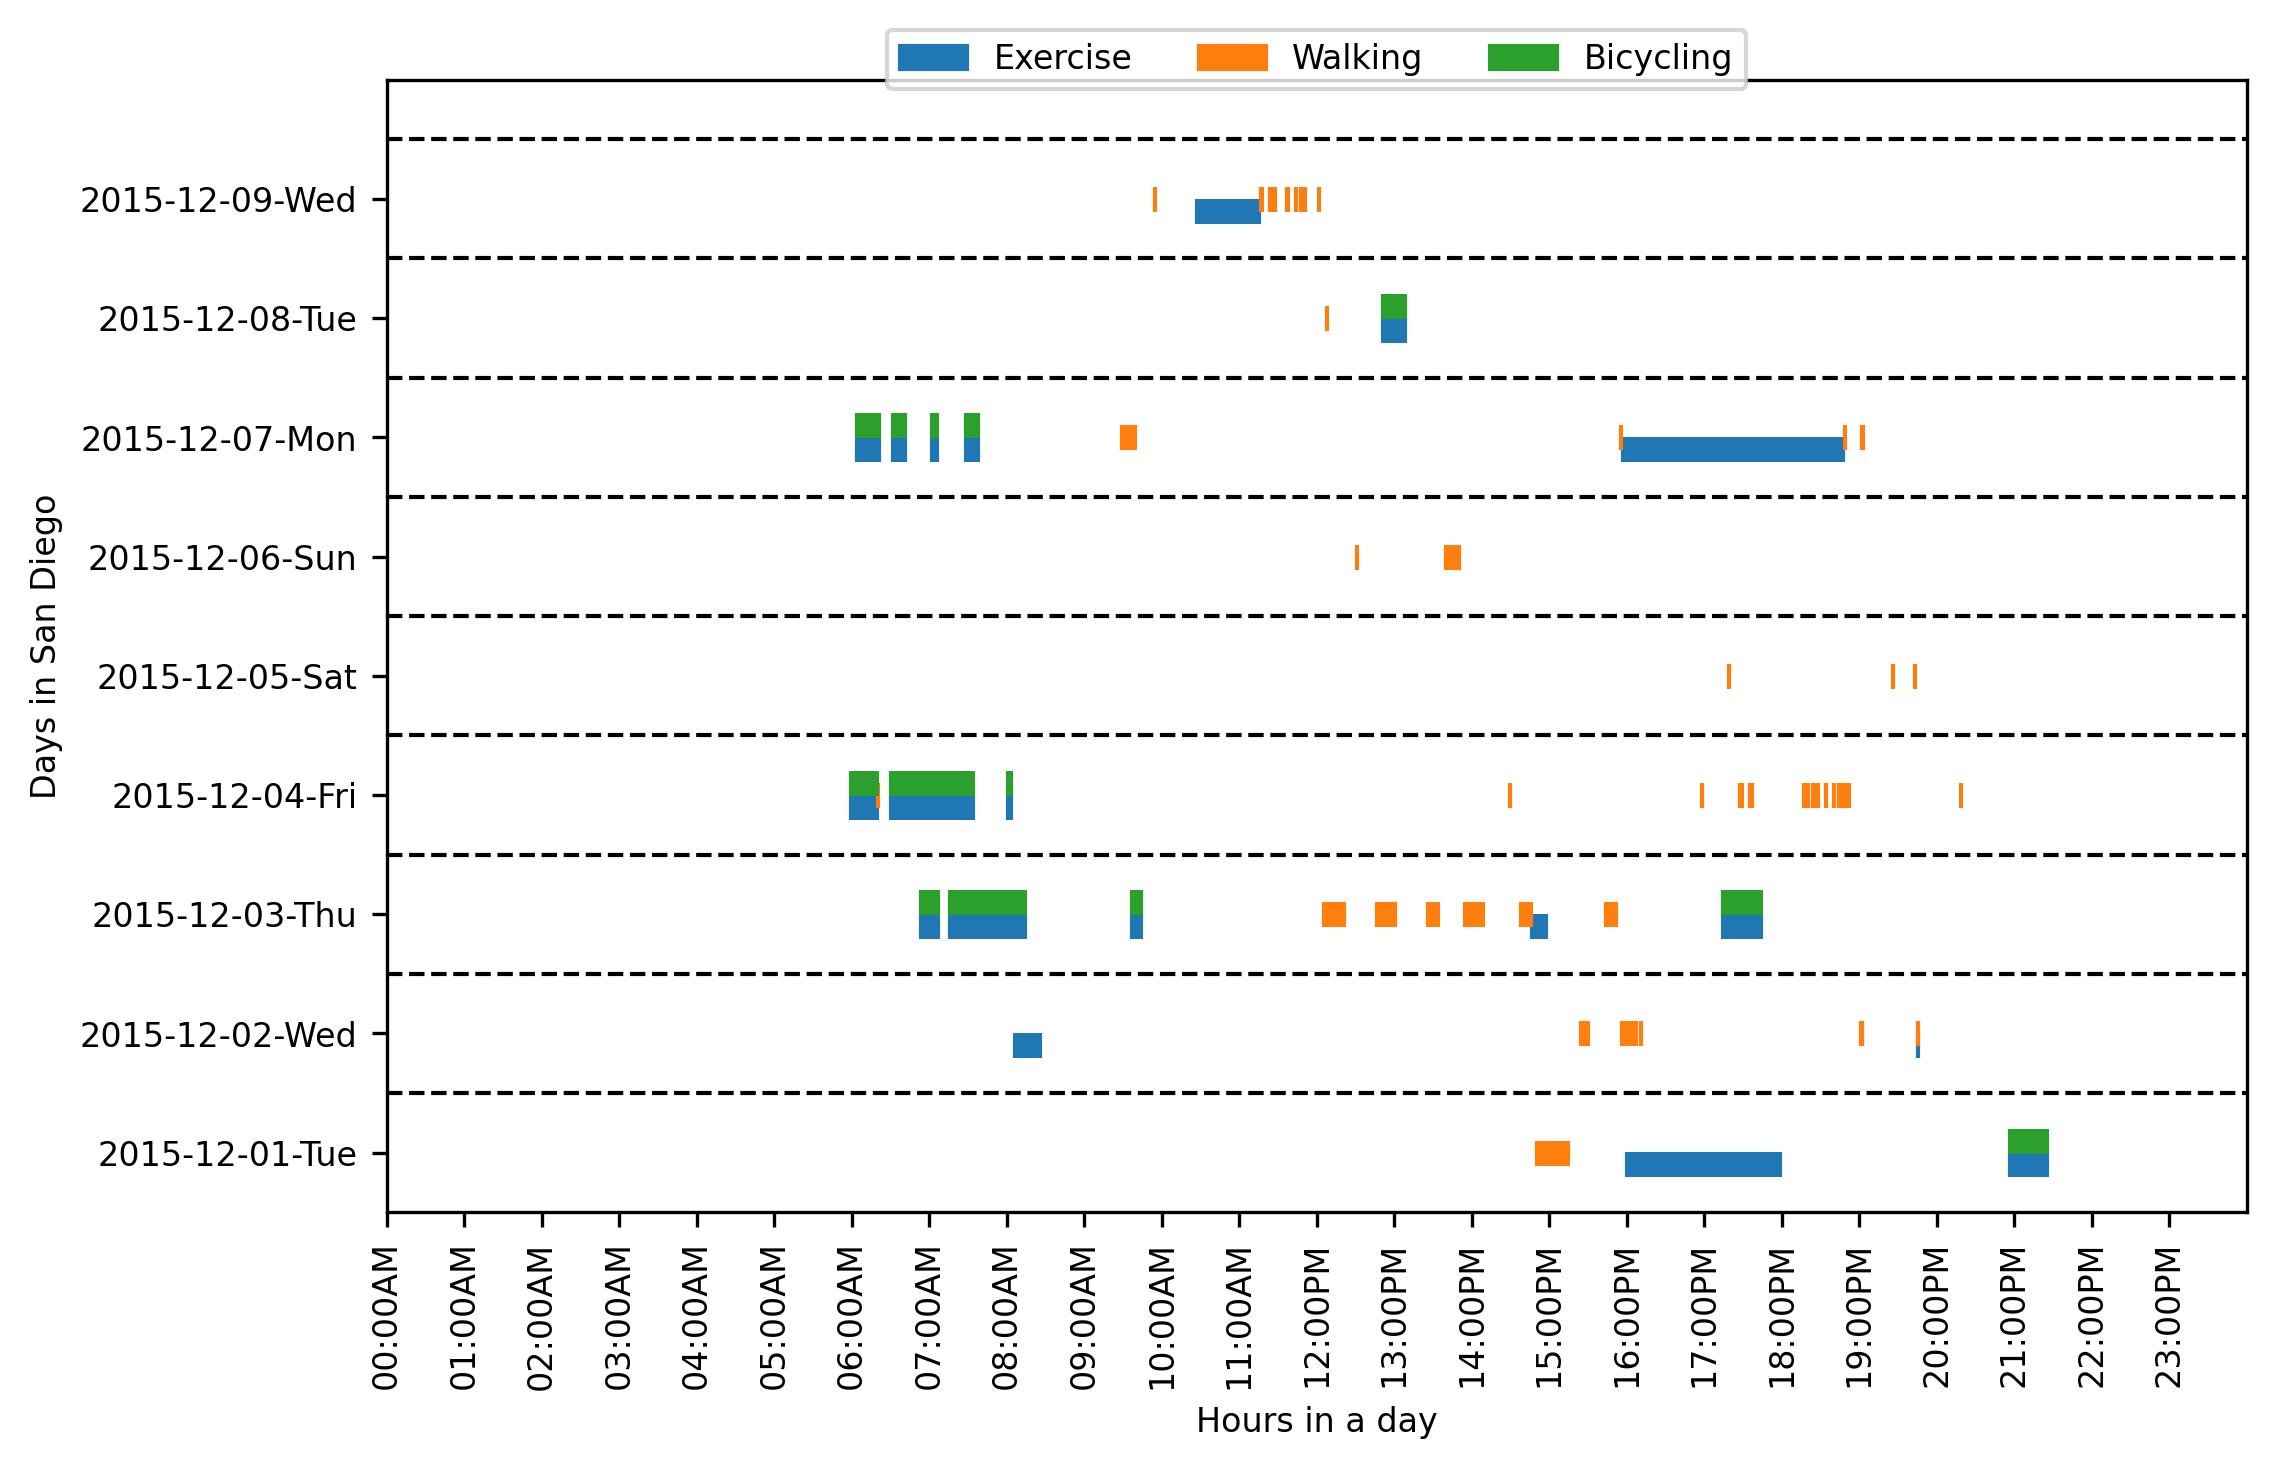 Exercise Walking Bicycling
2015-12-09-Wed
2015-12-08-Tue
2015-12-07-Mon
2015-12-06-Sun
2015-12-05-Sat
2015-12-04-Fri
2015-12-03-Thu
2015-12-02-Wed
2015-12-01-Tue
Days in San Diego
00:00AM
01:00AM
02:00AM
03:00AM
04:00AM
05:00AM
06:00AM
07:00AM
08:00AM
09:00AM
10:00AM
11:00AM
12:00PM
13:00PM
14:00PM
15:00PM
16:00PM
17:00PM
18:00PM
19:00PM
20:00PM
21:00PM
22:00PM
23:00PM
Hours in a day